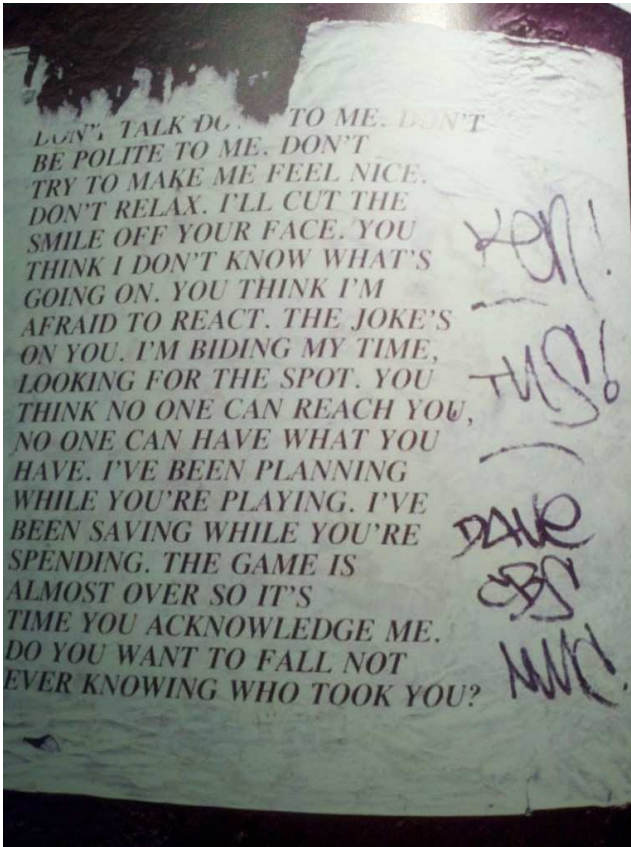 DON'T TALK DOWN TO ME. DON'T
BE POLITE TO ME. DON'T
TRY TO MAKE ME FEEL NICE.
DON'T RELAX. I'LL CUT THE
SMILE OFF YOUR FACE. YOU
THINK I DON'T KNOW WHAT'S
GOING ON. YOU THINK I'M
AFRAID TO REACT. THE JOKE'S
ON YOU. I'M BIDING MY TIME,
LOOKING FOR THE SPOT. YOU
THINK NO ONE CAN REACH YOU,
NO ONE CAN HAVE WHAT YOU
HAVE. I'VE BEEN PLANNING
WHILE YOU'RE PLAYING. I'VE
BEEN SAVING WHILE YOU'RE
SPENDING. THE GAME IS
ALMOST OVER SO IT'S
TIME YOU ACKNOWLEDGE ME.
DO YOU WANT TO FALL NOT
EVER KNOWING WHO TOOK YOU?
Ken!
DAVE
CBS